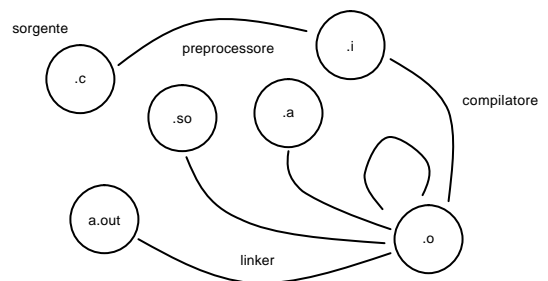 sorgente
.c
preprocessore
.i
compilatore
.so
.a
a.out
linker
.o